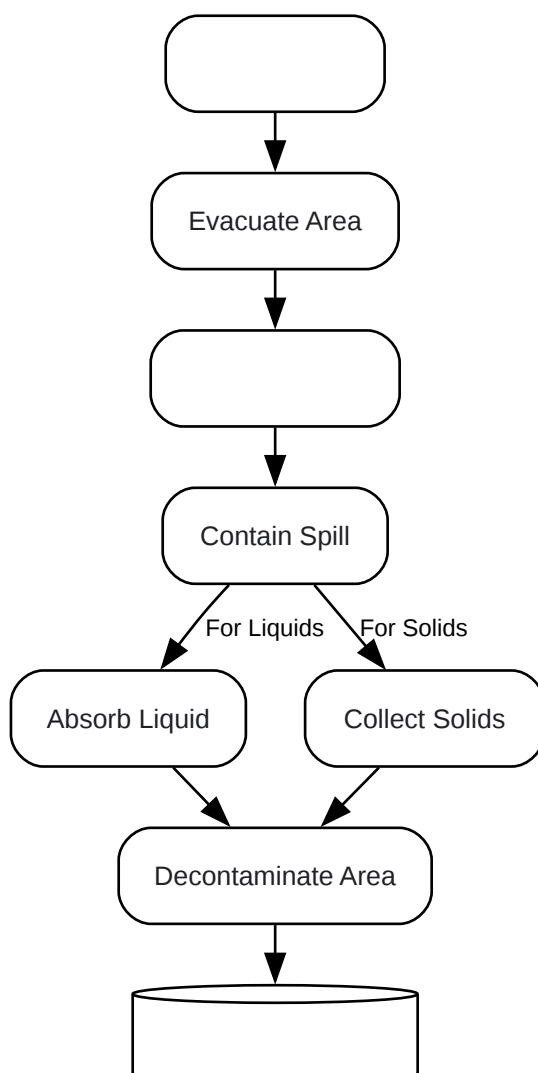 Evacuate Area
Contain Spill
For Liquids
For Solids
Absorb Liquid
Collect Solids
Decontaminate Area